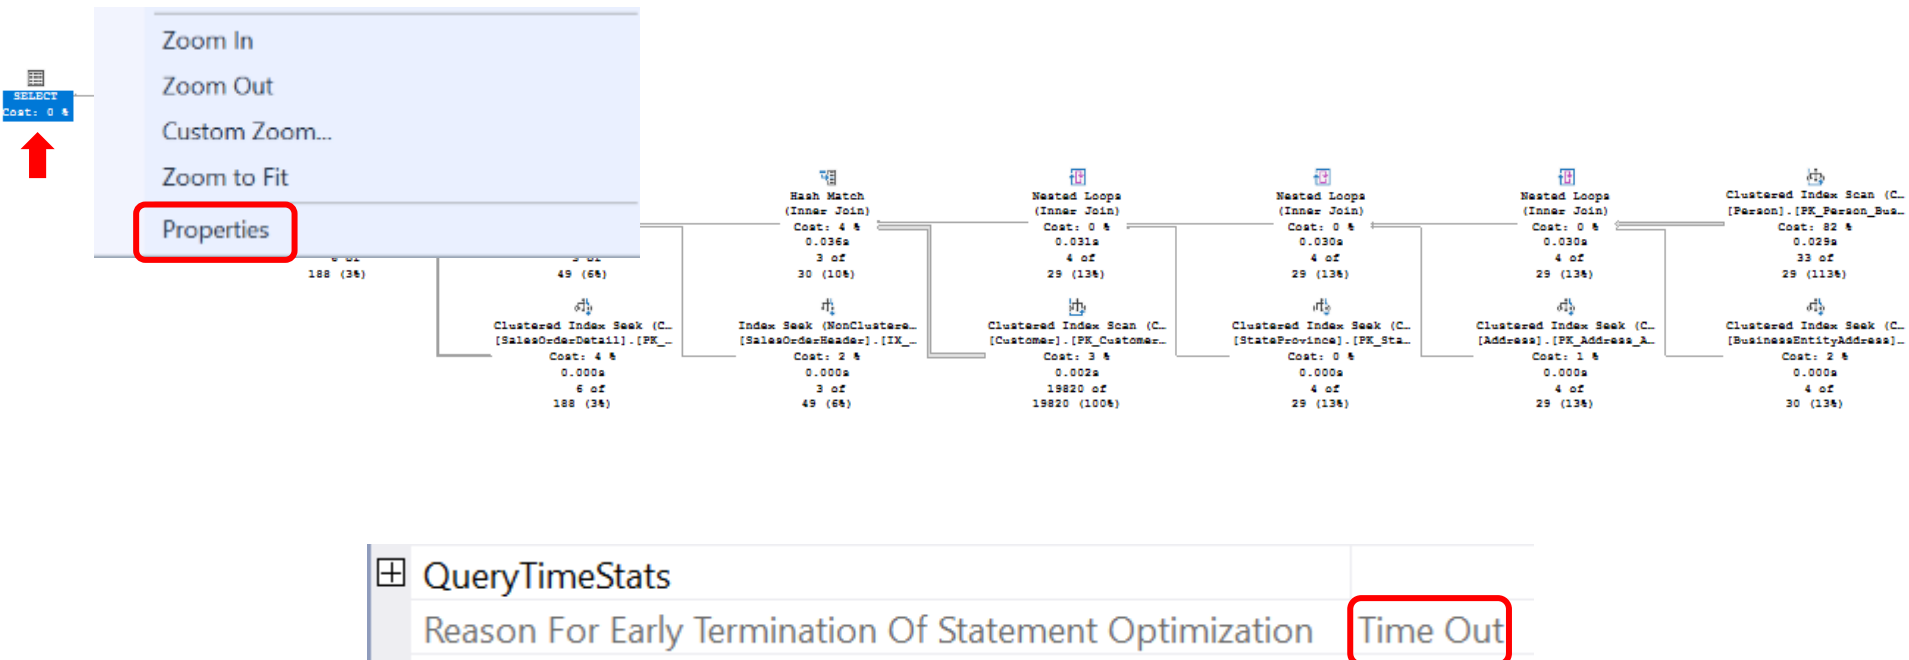 Zoom In
Zoom Out
Custom Zoom...
Zoom to Fit
Properties
SELECT
Cost: 0 %
188 (3%)
49 (6%)
Hash Match
(Inner Join)
Cost: 4 %
0.036s
3 of
30 (10%)
Nested Loops
(Inner Join)
Cost: 0 %
0.031s
4 of
29 (13%)
Nested Loops
(Inner Join)
Cost: 0 %
0.030s
4 of
29 (13%)
Nested Loops
(Inner Join)
Cost: 0 %
0.030s
4 of
29 (13%)
Clustered Index Scan (C…
[Person].[PK_Person_Bus…
Cost: 82 %
0.029s
33 of
29 (113%)
Clustered Index Seek (C…
[SalesOrderDetail].[PK_…
Cost: 4 %
0.000s
6 of
188 (3%)
Index Seek (NonClustere…
[SalesOrderHeader].[IX_…
Cost: 2 %
0.000s
3 of
49 (6%)
Clustered Index Scan (C…
[Customer].[PK_Customer…
Cost: 3 %
0.002s
19820 of
19820 (100%)
Clustered Index Seek (C…
[StateProvince].[PK_Sta…
Cost: 0 %
0.000s
4 of
29 (13%)
Clustered Index Seek (C…
[Address].[PK_Address_A…
Cost: 1 %
0.000s
4 of
29 (13%)
Clustered Index Seek (C…
[BusinessEntityAddress]…
Cost: 2 %
0.000s
4 of
30 (13%)
QueryTimeStats
Reason For Early Termination Of Statement Optimization Time Out